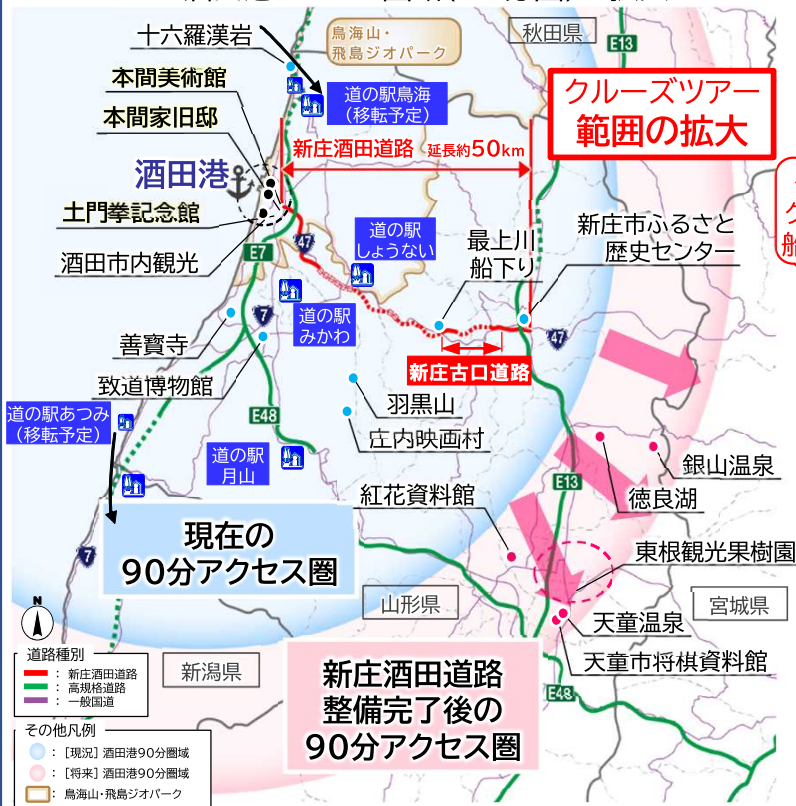 十六羅漢岩
鳥海山・
飛島ジオパーク
秋田県
E13
本間美術館
道の駅鳥海
（移転予定）
クルーズツアー
範囲の拡大
本間家旧邸
新庄酒田道路 延長約50km
酒田港
土門拳記念館
道の駅
しょうない
最上川
船下り
新庄市ふるさと
歴史センター
47
E7
酒田市内観光
7
道の駅
みかわ
47
善寳寺
新庄古口道路
致道博物館
羽黒山
道の駅あつみ
（移転予定）
E48
庄内映画村
道の駅
月山
銀山温泉
徳良湖
E13
紅花資料館
現在の
90分アクセス圏
7
東根観光果樹園
山形県
宮城県
天童温泉
天童市将棋資料館
N
新潟県
新庄酒田道路
整備完了後の
90分アクセス圏
E48
道路種別
：新庄酒田道路
：高規格道路
：一般国道
その他凡例
：［現況］酒田港90分圏域
：［将来］酒田港90分圏域
：鳥海山・飛島ジオパーク